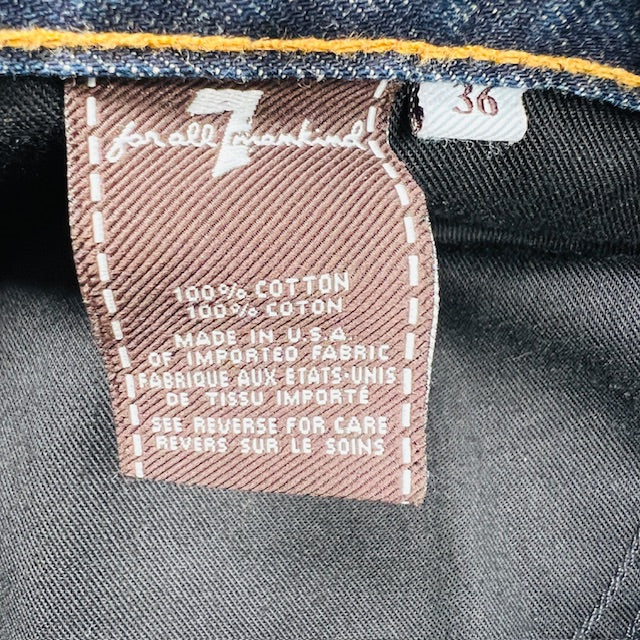 7 for all mankind
36
100% COTTON
100% COTON
MADE IN U.S.A
OF IMPORTED FABRIC
FABRIQUE AUX ETATS-UNIS
DE TISSU IMPORTÉ
SEE REVERSE FOR CARE
REVERS SUR LE SOINS